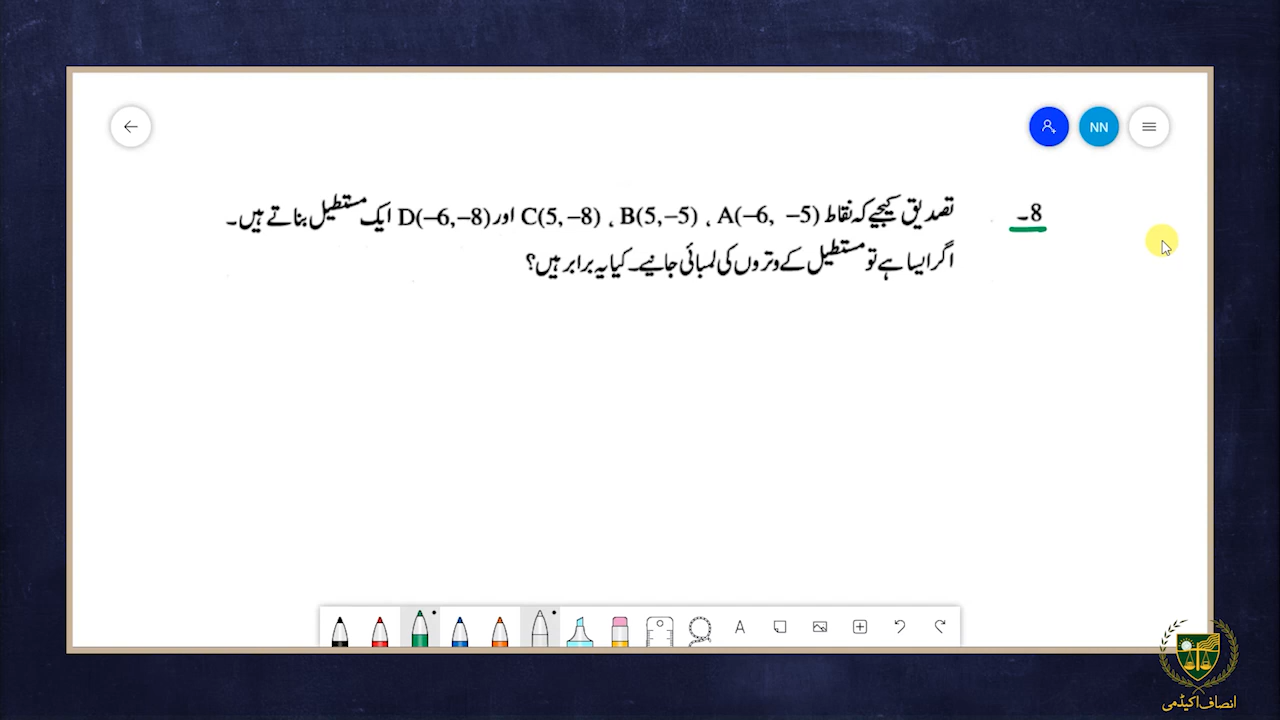 NN
8۔ تصدیق کیجیے کہ نقاط A(−6, −5) ، B(5,−5) ، C(5, −8) اور D(−6,−8) ایک مستطیل بناتے ہیں۔
اگر ایسا ہے تو مستطیل کے وتروں کی لمبائی جانیے۔ کیا یہ برابر ہیں؟
A
انصاف اکیڈمی